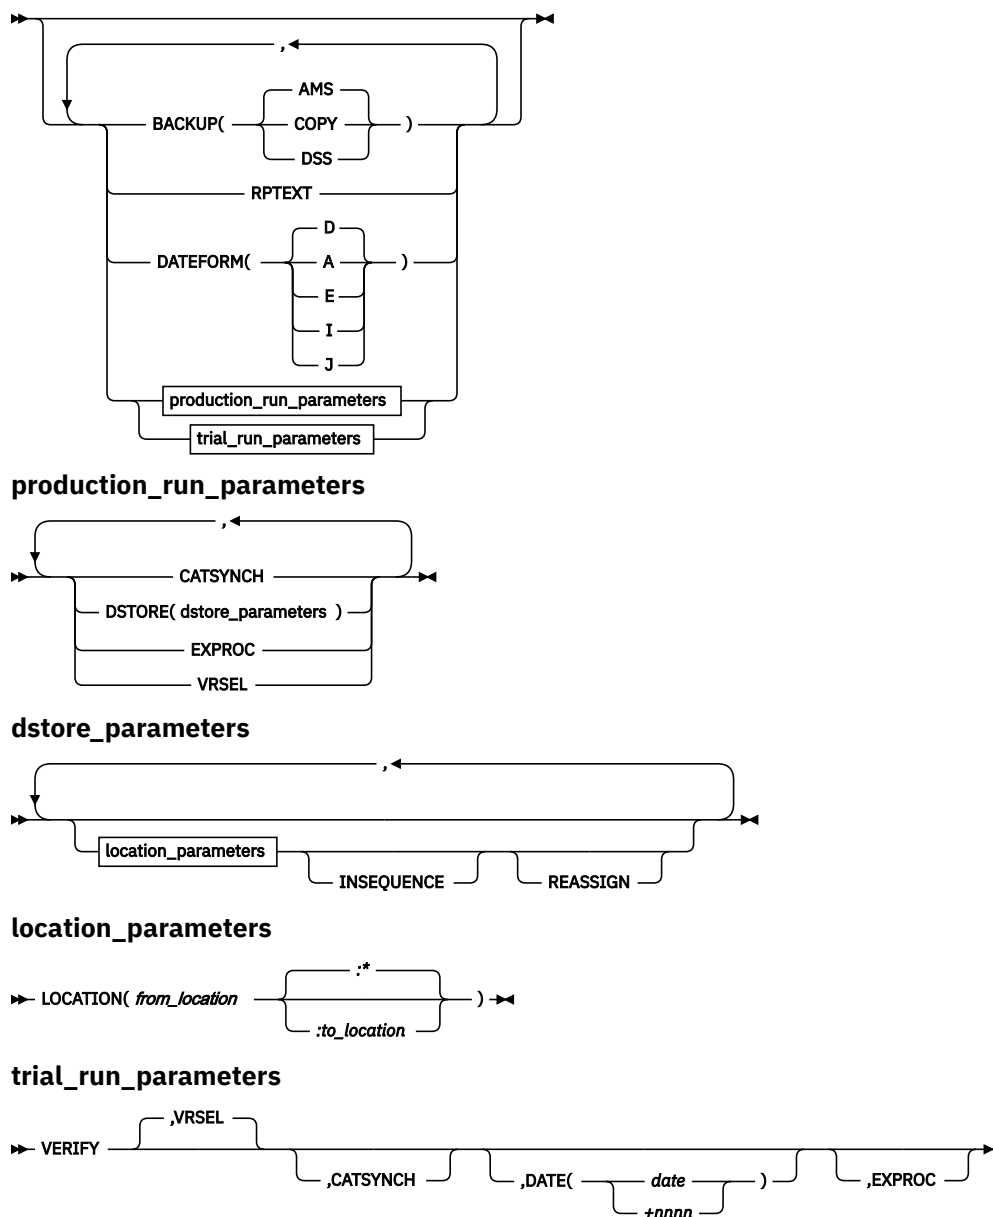 ,
AMS
BACKUP( COPY )
DSS
RPTEXT
D
DATEFORM( A )
E
I
J
production_run_parameters
trial_run_parameters
production_run_parameters
,
CATSYNCH
DSTORE( dstore_parameters )
EXPROC
VRSEL
dstore_parameters
,
location_parameters
INSEQUENCE REASSIGN
location_parameters
:*
LOCATION( from_location )
:to_location
trial_run_parameters
,VRSEL
VERIFY
,CATSYNCH ,DATE( date ) ,EXPROC
+nnnn